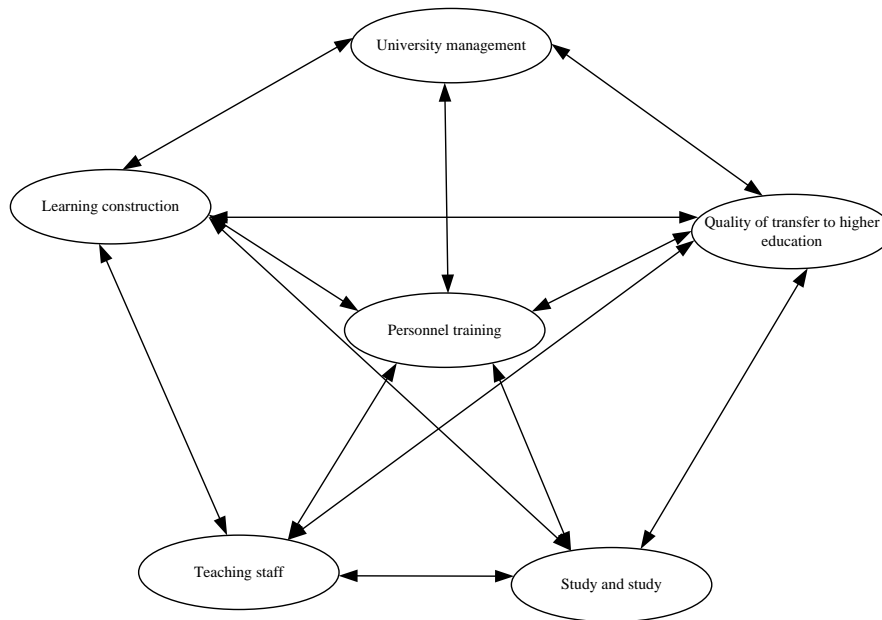 University management
Learning construction
Quality of transfer to higher
education
Personnel training
Teaching staff
Study and study